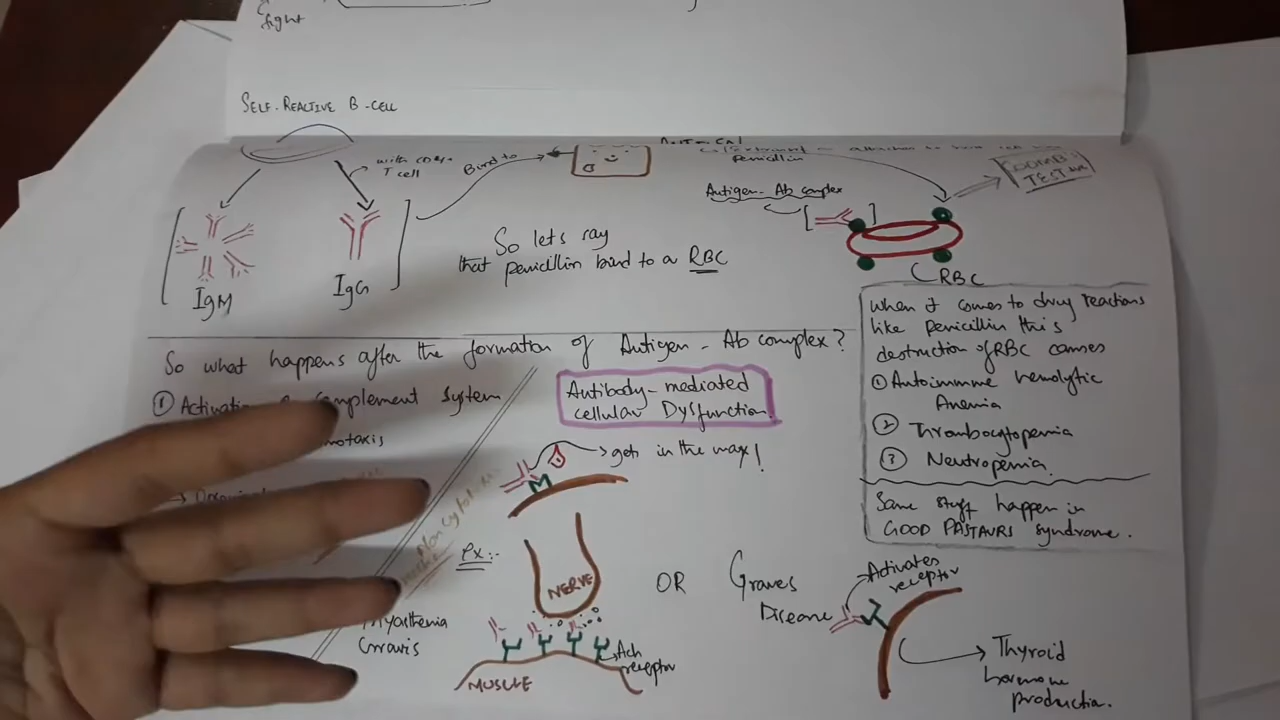 fight
SELF-REACTIVE B-CELL
with CD4+
T cell
Bind to
penicillin
COOMB'S
TEST
Antigen-Ab complex
IgM
IgG
So lets say
that penicillin bind to a RBC
RBC
When it comes to drug reactions
like penicillin this
destruction of RBC causes
① Autoimmune hemolytic
Anemia
② Thrombocytopenia
③ Neutropenia.
Same stuff happen in
GOOD PASTAURS syndrome.
So what happens after the formation of Antigen-Ab complex?
① Complement System
Antibody-mediated
cellular Dysfunction.
gets in the way!
Ex:-
NERVE
Myasthenia
Gravis
Ach
receptor
MUSCLE
OR
Graves
Disease
Activates
receptor
Thyroid
hormone
production.